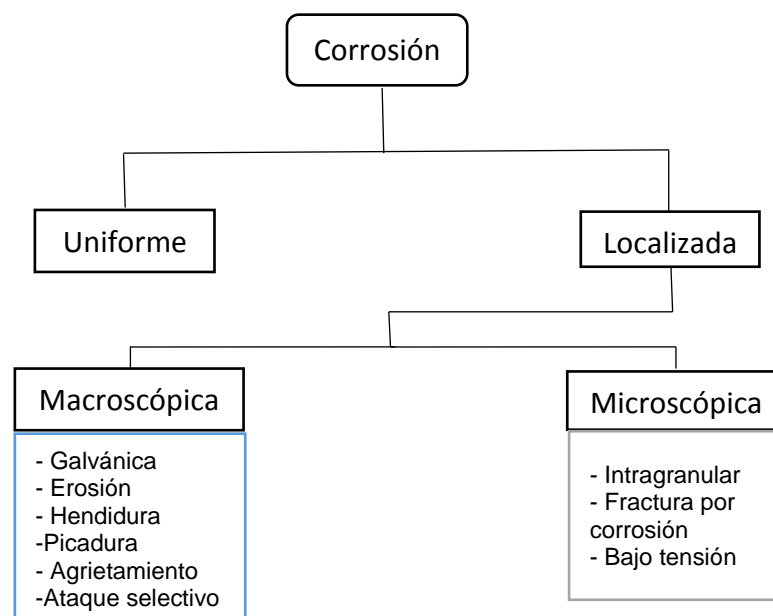 Corrosión
Uniforme
Localizada
Macroscópica
- Galvánica
- Erosión
- Hendidura
-Picadura
- Agrietamiento
-Ataque selectivo
Microscópica
- Intragranular
- Fractura por
corrosión
- Bajo tensión